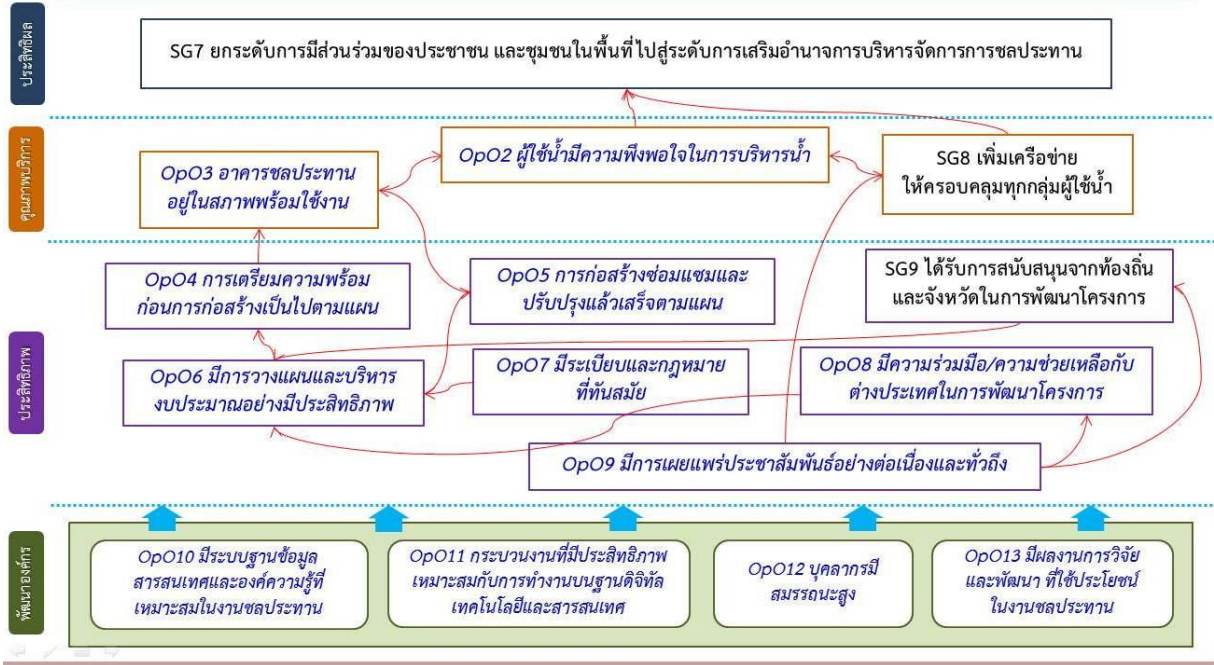 ประสิทธิผล
SG7 ยกระดับการมีส่วนร่วมของประชาชน และชุมชนในพื้นที่ไปสู่ระดับการเสริมอำนาจการบริหารจัดการการชลประทาน
คุณภาพบริการ
OpO2 ผู้ใช้น้ำมีความพึงพอใจในการบริหารน้ำ
OpO3 อาคารชลประทาน
อยู่ในสภาพพร้อมใช้งาน
SG8 เพิ่มเครือข่าย
ให้ครอบคลุมทุกกลุ่มผู้ใช้น้ำ
ประสิทธิภาพ
OpO4 การเตรียมความพร้อม
ก่อนการก่อสร้างเป็นไปตามแผน
OpO5 การก่อสร้างซ่อมแซมและ
ปรับปรุงแล้วเสร็จตามแผน
SG9 ได้รับการสนับสนุนจากท้องถิ่น
และจังหวัดในการพัฒนาโครงการ
OpO6 มีการวางแผนและบริหาร
งบประมาณอย่างมีประสิทธิภาพ
OpO7 มีระเบียบและกฎหมาย
ที่ทันสมัย
OpO8 มีความร่วมมือ/ความช่วยเหลือกับ
ต่างประเทศในการพัฒนาโครงการ
OpO9 มีการเผยแพร่ประชาสัมพันธ์อย่างต่อเนื่องและทั่วถึง
พัฒนาองค์กร
OpO10 มีระบบฐานข้อมูล
สารสนเทศและองค์ความรู้ที่
เหมาะสมในงานชลประทาน
OpO11 กระบวนงานที่มีประสิทธิภาพ
เหมาะสมกับการทำงานบนฐานดิจิทัล
เทคโนโลยีและสารสนเทศ
OpO12 บุคลากรมี
สมรรถนะสูง
OpO13 มีผลงานการวิจัย
และพัฒนา ที่ใช้ประโยชน์
ในงานชลประทาน